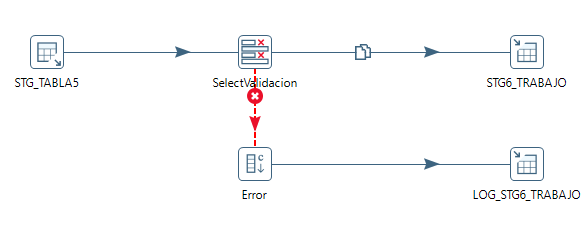 STG_TABLA5
SelectValidacion
STG6_TRABAJO
C
Error
LOG_STG6_TRABAJO